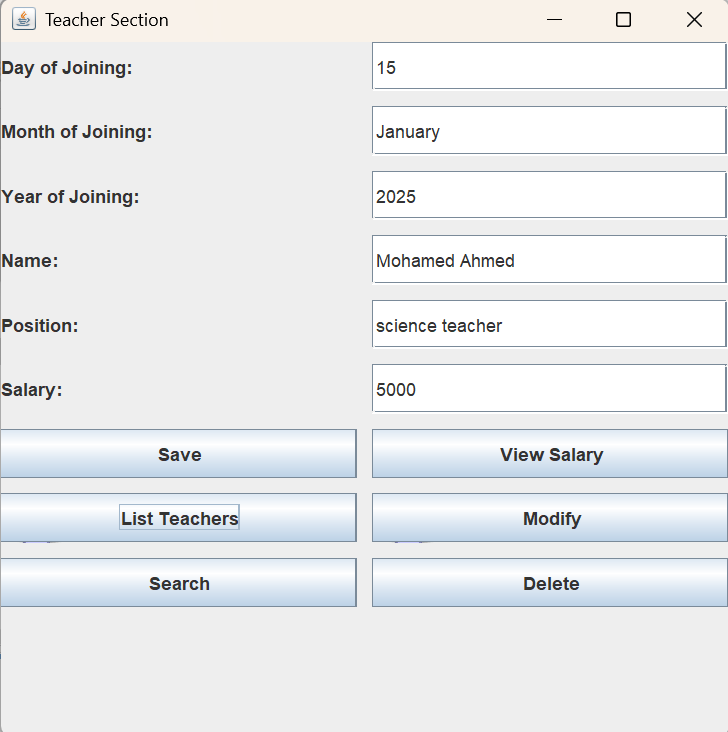 Teacher Section
Day of Joining: 15
Month of Joining: January
Year of Joining: 2025
Name: Mohamed Ahmed
Position: science teacher
Salary: 5000
Save View Salary
List Teachers Modify
Search Delete